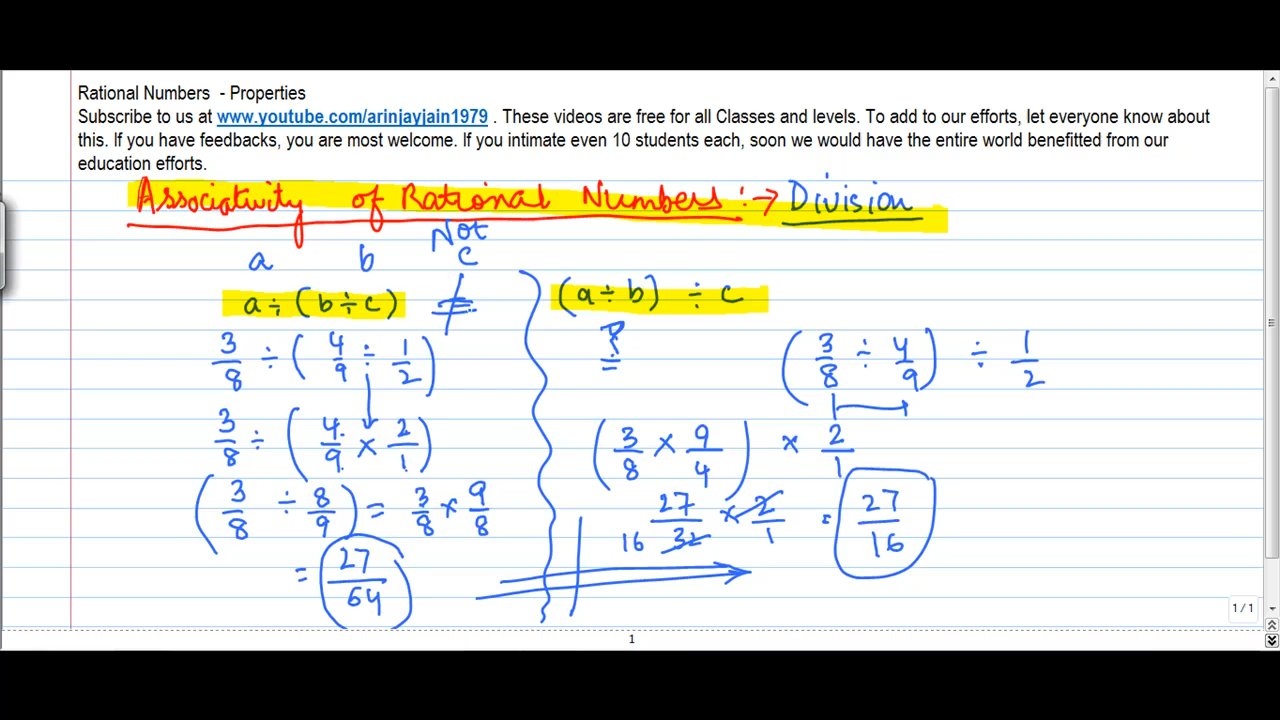 Rational Numbers - Properties
Subscribe to us at www.youtube.com/arinjayjain1979 . These videos are free for all Classes and levels. To add to our efforts, let everyone know about
this. If you have feedbacks, you are most welcome. If you intimate even 10 students each, soon we would have the entire world benefitted from our
education efforts.
Associativity of Rational Numbers :→ Division
Not
a b c
a ÷ (b ÷ c) ≠ (a ÷ b) ÷ c
?
3/8 ÷ (4/9 ÷ 1/2)
3/8 ÷ (4/9 × 2/1)
(3/8 ÷ 8/9) = 3/8 × 9/8
= 27/64
(3/8 ÷ 4/9) ÷ 1/2
(3/8 × 9/4) × 2/1
27/32 × 2/1 = 27/16
16
1
1 / 1